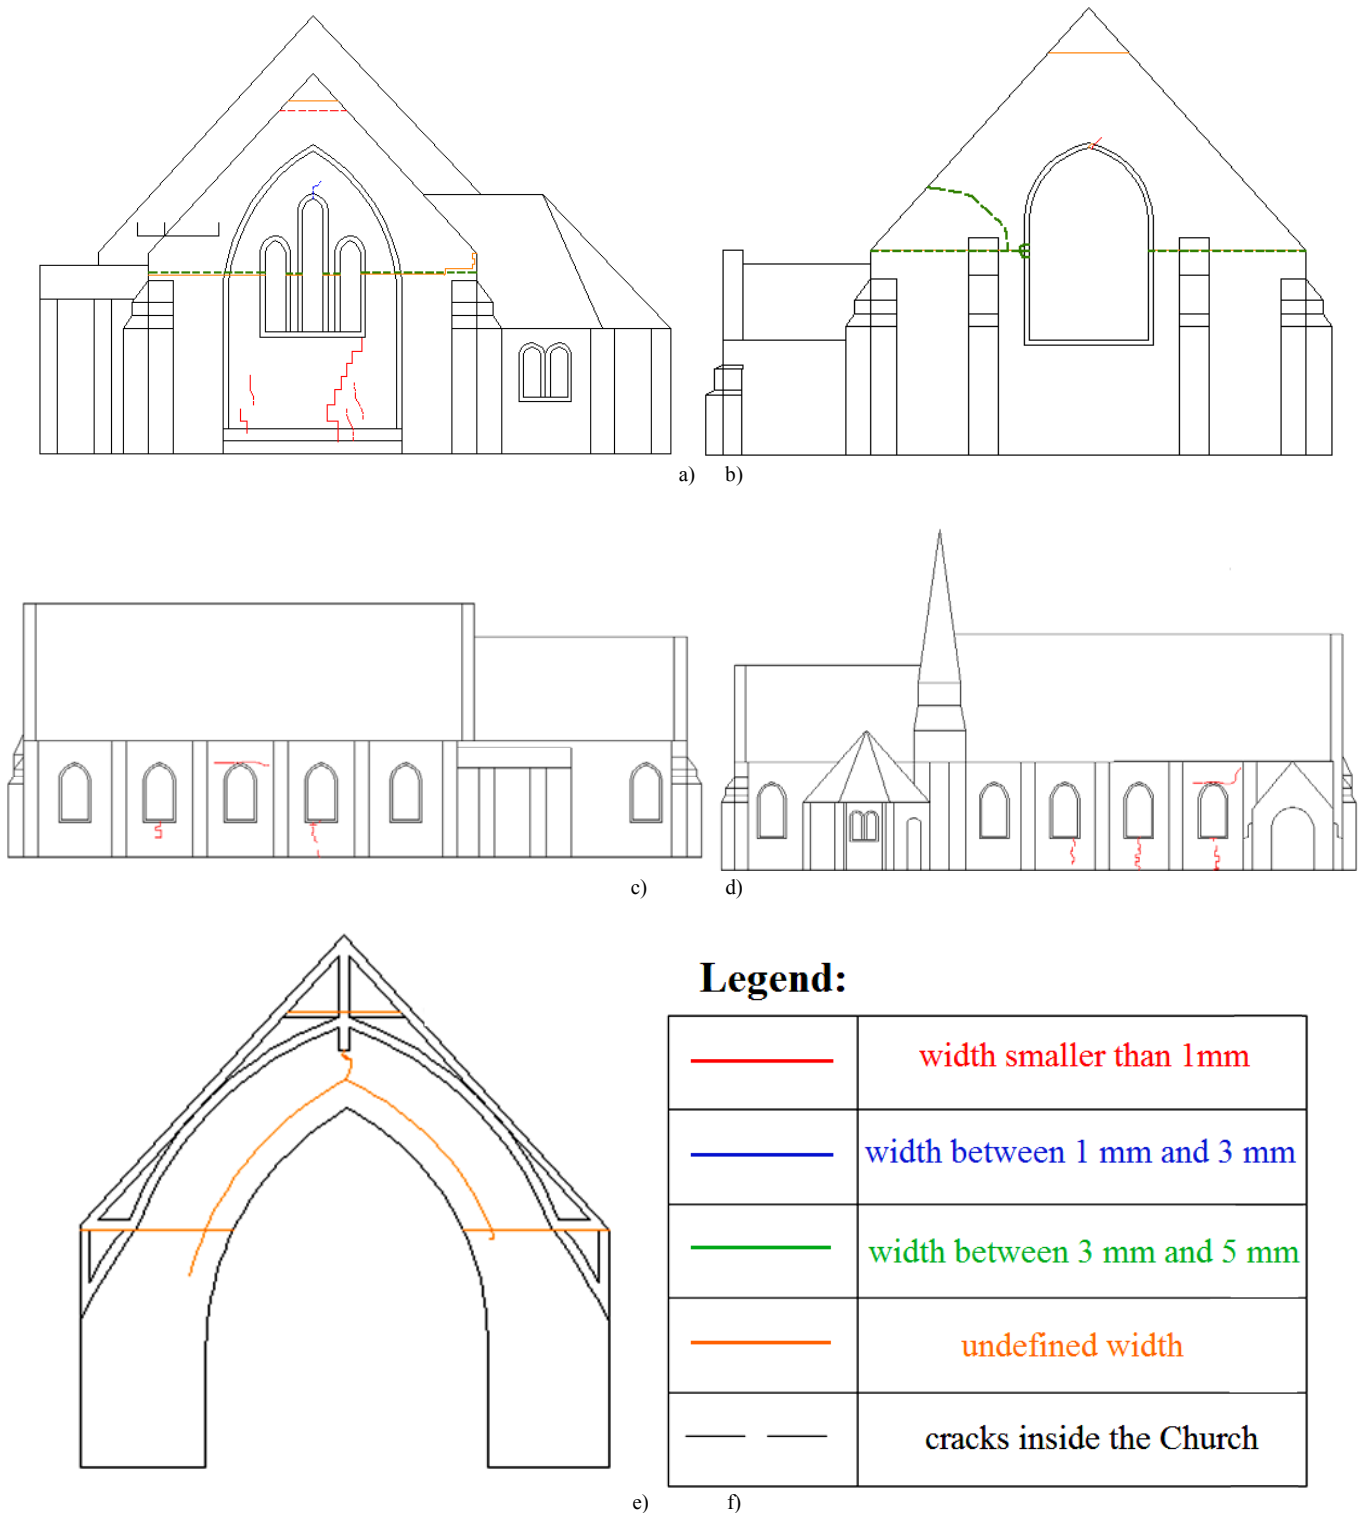 a)
b)
c)
d)
Legend:
width smaller than 1mm
width between 1 mm and 3 mm
width between 3 mm and 5 mm
undefined width
cracks inside the Church
e)
f)